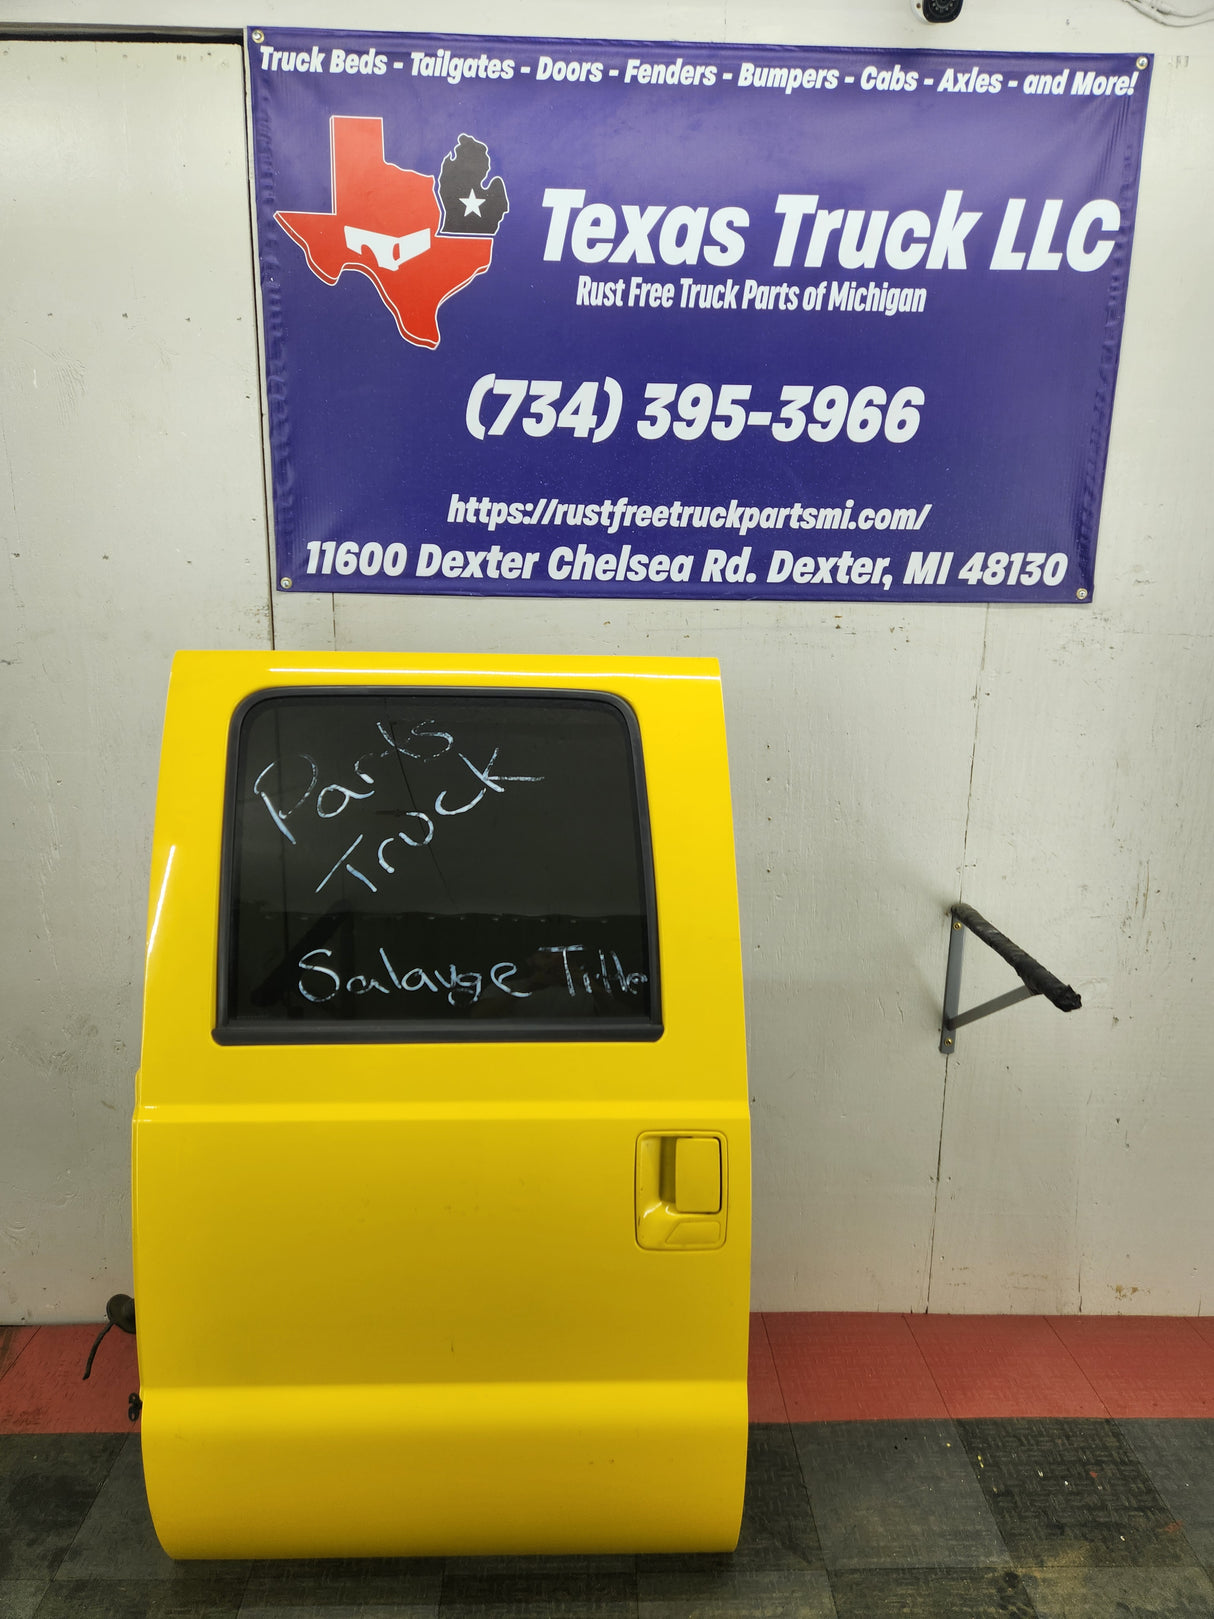 Truck Beds - Tailgates - Doors - Fenders - Bumpers - Cabs - Axles - and More!
Texas Truck LLC
Rust Free Truck Parts of Michigan
(734) 395-3966
https://rustfreetruckpartsmi.com/
11600 Dexter Chelsea Rd. Dexter, MI 48130
Parts
Truck
Salavge Title